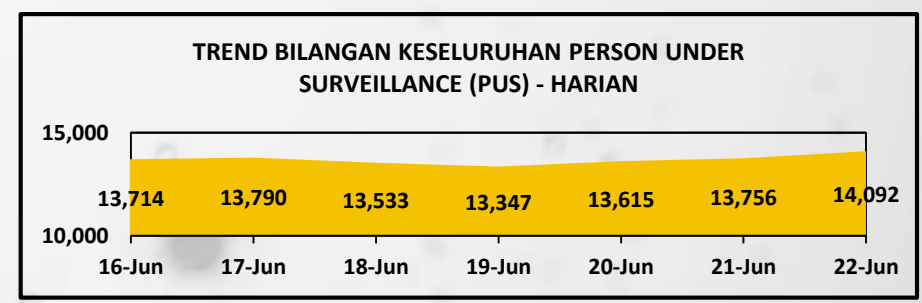 TREND BILANGAN KESELURUHAN PERSON UNDER
SURVEILLANCE (PUS) - HARIAN
15,000
13,714 13,790 13,533 13,347 13,615 13,756 14,092
10,000
16-Jun 17-Jun 18-Jun 19-Jun 20-Jun 21-Jun 22-Jun